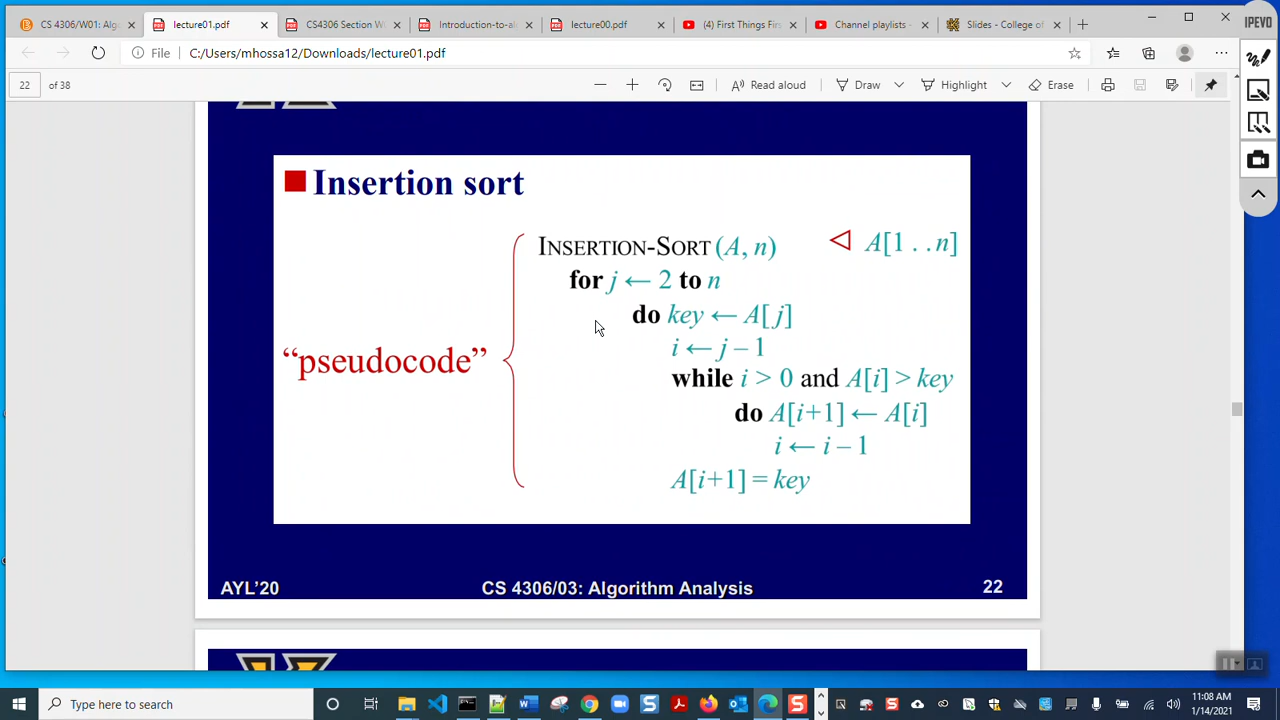 CS 4306/W01: Alg
lecture01.pdf
CS4306 Section W
Introduction-to-a
lecture00.pdf
(4) First Things Fir
Channel playlists -
Slides - College of
IPEVO
File
C:/Users/mhossa12/Downloads/lecture01.pdf
22 of 38
Read aloud
Draw
Highlight
Erase
Insertion sort
INSERTION-SORT (A, n) ⊲ A[1 . . n]
for j ← 2 to n
do key ← A[ j]
i ← j – 1
“pseudocode”
while i > 0 and A[i] > key
do A[i+1] ← A[i]
i ← i – 1
A[i+1] = key
AYL’20
CS 4306/03: Algorithm Analysis
22
Type here to search
11:08 AM
1/14/2021